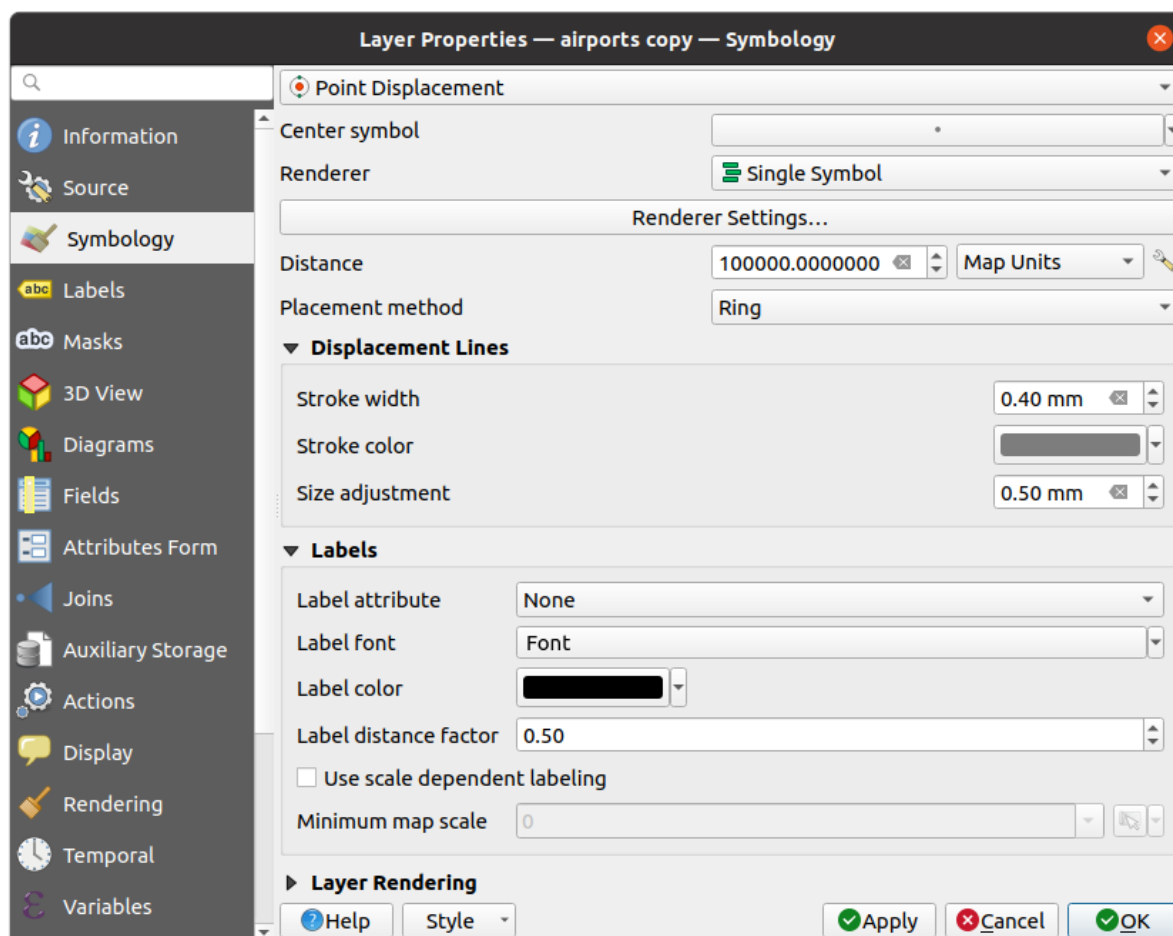 Layer Properties — airports copy — Symbology
Information
Source
Symbology
abc Labels
abc Masks
3D View
Diagrams
Fields
Attributes Form
Joins
Auxiliary Storage
Actions
Display
Rendering
Temporal
Variables
Point Displacement
Center symbol
Renderer Single Symbol
Renderer Settings...
Distance 100000.0000000 Map Units
Placement method Ring
Displacement Lines
Stroke width 0.40 mm
Stroke color
Size adjustment 0.50 mm
Labels
Label attribute None
Label font Font
Label color
Label distance factor 0.50
Use scale dependent labeling
Minimum map scale 0
Layer Rendering
Help Style Apply Cancel OK